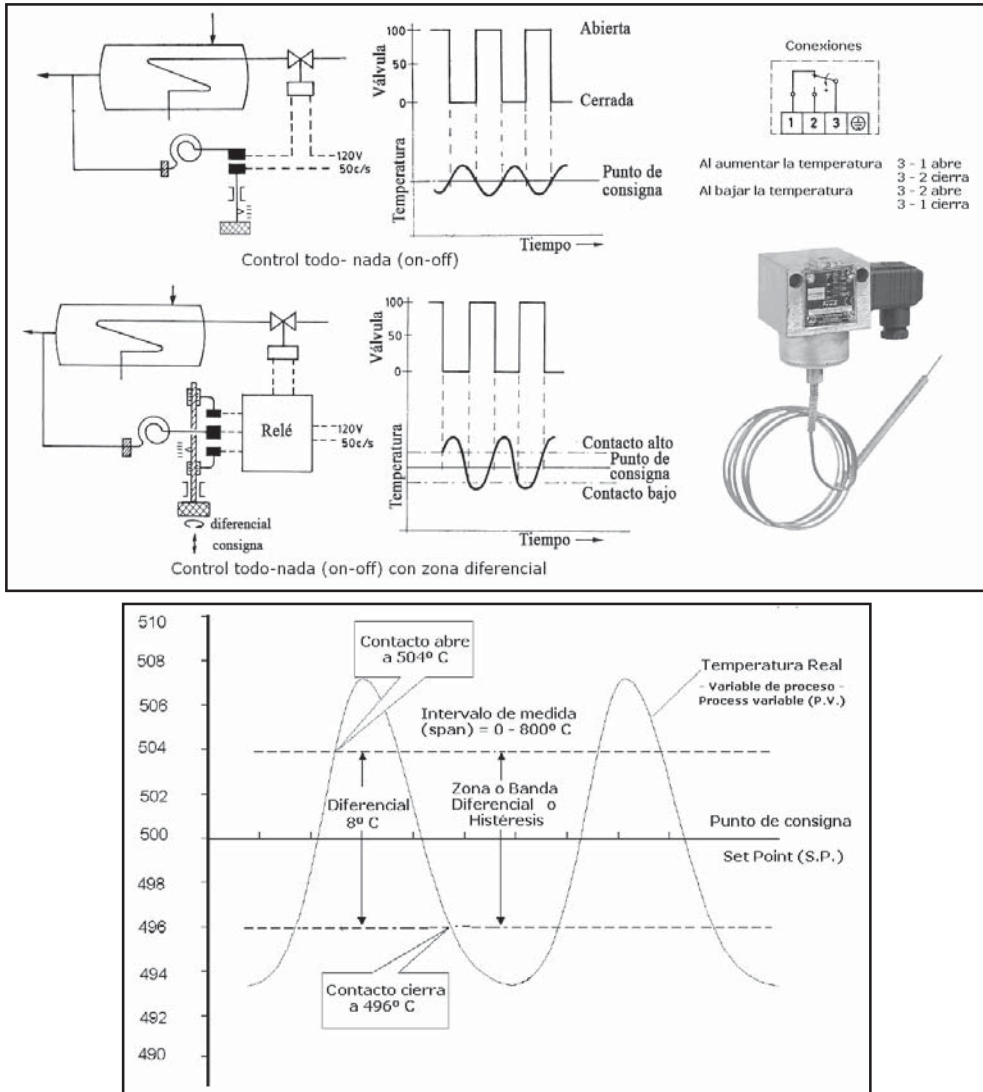 100
50
0
Válvula
Abierta
Cerrada
Temperatura
Punto de
consigna
Tiempo
120V
50c/s
Control todo- nada (on-off)
Conexiones
1 2 3
Al aumentar la temperatura 3 - 1 abre
3 - 2 cierra
Al bajar la temperatura 3 - 2 abre
3 - 1 cierra
100
50
0
Válvula
Temperatura
Contacto alto
Punto de
consigna
Contacto bajo
Tiempo
Relé
120V
50c/s
diferencial
consigna
Control todo-nada (on-off) con zona diferencial
510
508
506
504
502
500
498
496
494
492
490
Contacto abre
a 504º C
Temperatura Real
- Variable de proceso -
Process variable (P.V.)
Intervalo de medida
(span) = 0 - 800º C
Diferencial
8º C
Zona o Banda
Diferencial o
Histéresis
Punto de consigna
Set Point (S.P.)
Contacto cierra
a 496º C